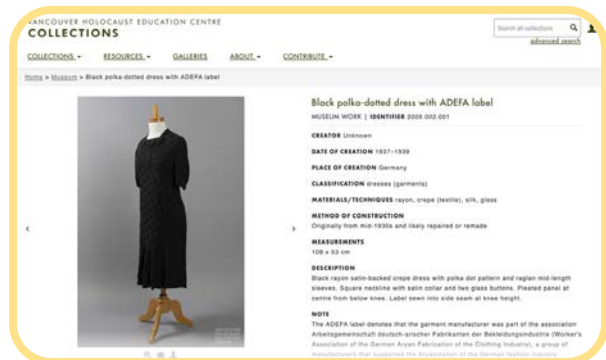 VANCOUVER HOLOCAUST EDUCATION CENTRE
COLLECTIONS
Search all collections
advanced search
COLLECTIONS RESOURCES GALLERIES ABOUT CONTRIBUTE
Home > Museum > Black polka-dotted dress with ADEFA label
Black polka-dotted dress with ADEFA label
MUSEUM WORK | IDENTIFIER 2005.002.001
CREATOR Unknown
DATE OF CREATION 1937–1939
PLACE OF CREATION Germany
CLASSIFICATION dresses (garments)
MATERIALS/TECHNIQUES rayon, crepe (textile), silk, glass
METHOD OF CONSTRUCTION
Originally from mid-1930s and likely repaired or remade
MEASUREMENTS
108 x 53 cm
DESCRIPTION
Black rayon satin-backed crepe dress with polka dot pattern and raglan mid-length
sleeves. Square neckline with satin collar and two glass buttons. Pleated panel at
centre from below knee. Label sewn into side seam at knee height.
NOTE
The ADEFA label denotes that the garment manufacturer was part of the association
Arbeitsgemeinschaft deutsch-arischer Fabrikanten der Bekleidungsindustrie (Worker's
Association of the German Aryan Fabrication of the Clothing Industry), a group of
manufacturers that supported the Aryanization of the German fashion industry